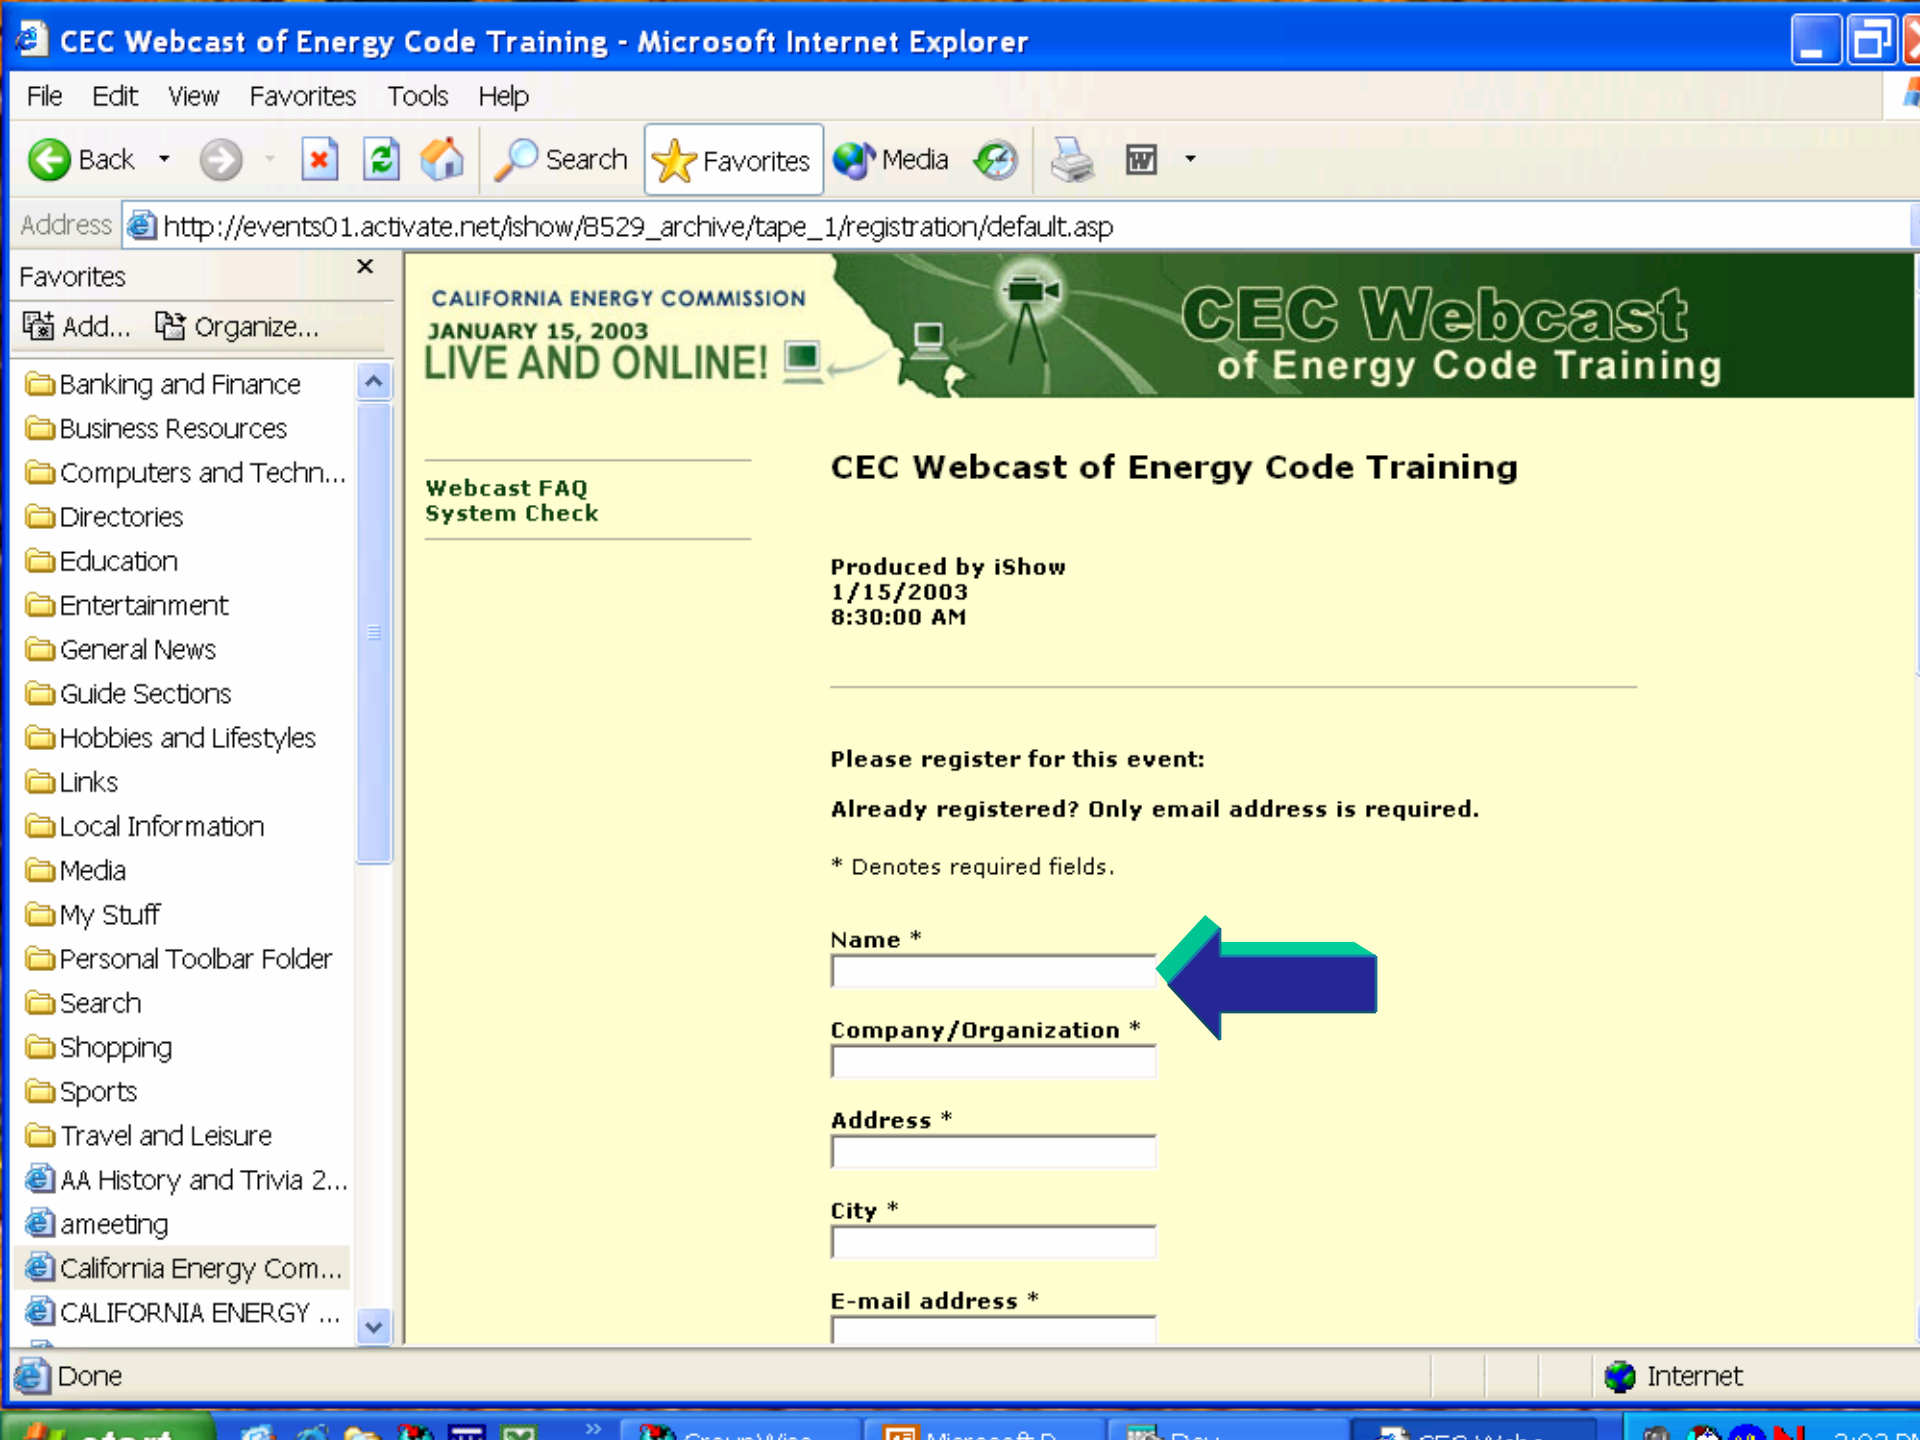 CEC Webcast of Energy Code Training - Microsoft Internet Explorer
File Edit View Favorites Tools Help
Back Search Favorites Media
Address http://events01.activate.net/ishow/8529_archive/tape_1/registration/default.asp
Favorites
Add... Organize...
Banking and Finance
Business Resources
Computers and Techn...
Directories
Education
Entertainment
General News
Guide Sections
Hobbies and Lifestyles
Links
Local Information
Media
My Stuff
Personal Toolbar Folder
Search
Shopping
Sports
Travel and Leisure
AA History and Trivia 2...
ameeting
California Energy Com...
CALIFORNIA ENERGY ...
CALIFORNIA ENERGY COMMISSION
JANUARY 15, 2003
LIVE AND ONLINE!
CEC Webcast
of Energy Code Training
Webcast FAQ
System Check
CEC Webcast of Energy Code Training
Produced by iShow
1/15/2003
8:30:00 AM
Please register for this event:
Already registered? Only email address is required.
* Denotes required fields.
Name *
Company/Organization *
Address *
City *
E-mail address *
Done
Internet
start